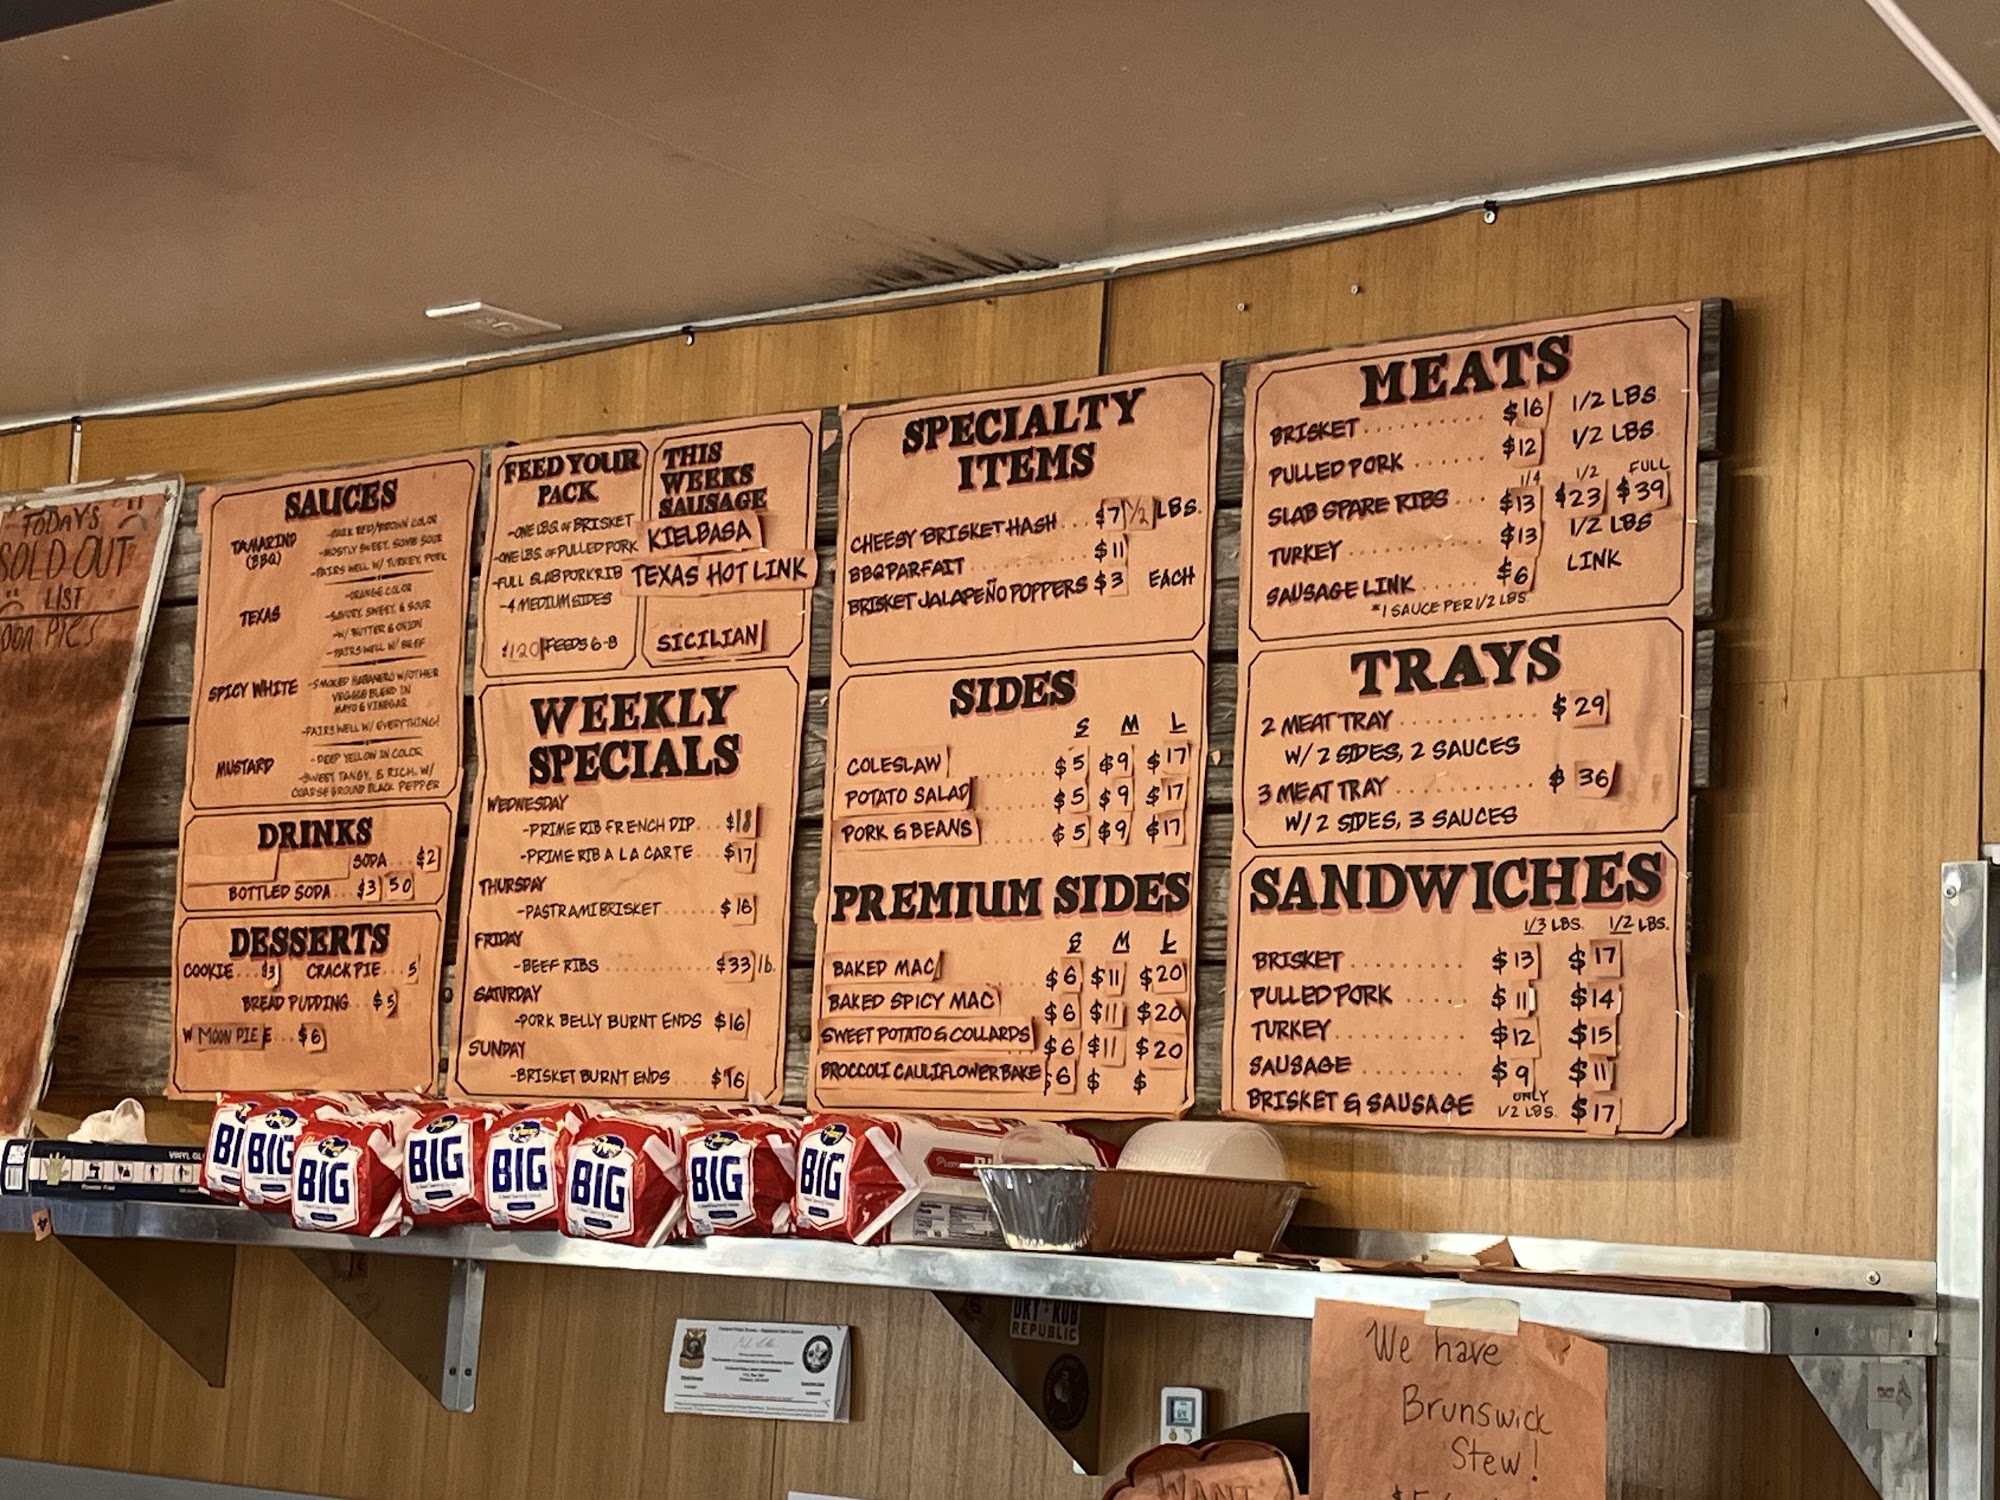 TODAY'S
SOLD OUT
LIST
SAUCES
TAMARIND (BBQ)
-DARK RED/BROWN COLOR
-MOSTLY SWEET, SOME SOUR
-PAIRS WELL W/ TURKEY, PORK
TEXAS
-ORANGE COLOR
-SAVORY, SWEET, & SOUR
-W/ BUTTER & ONION
-PAIRS WELL W/ BEEF
SPICY WHITE
-SMOKED HABANERO W/OTHER
VEGGIE BLEND IN
MAYO & VINEGAR
-PAIRS WELL W/ EVERYTHING!
MUSTARD
-DEEP YELLOW IN COLOR
-SWEET TANGY, & RICH, W/
COARSE GROUND BLACK PEPPER
DRINKS
SODA...$2
BOTTLED SODA...$3 50
DESSERTS
COOKIE...$3 CRACK PIE...5
BREAD PUDDING...$5
W MOON PIE E...$6
FEED YOUR
PACK
-ONE LBS. OF BRISKET
-ONE LBS. OF PULLED PORK
-FULL SLAB PORK RIB
-4 MEDIUM SIDES
$120 FEEDS 6-8
THIS
WEEKS
SAUSAGE
KIELBASA
TEXAS HOT LINK
SICILIAN
WEEKLY
SPECIALS
WEDNESDAY
-PRIME RIB FRENCH DIP...$18
-PRIME RIB A LA CARTE...$17
THURSDAY
-PASTRAMI BRISKET......$16
FRIDAY
-BEEF RIBS............$33 lb.
SATURDAY
-PORK BELLY BURNT ENDS $16
SUNDAY
-BRISKET BURNT ENDS....$16
SPECIALTY
ITEMS
CHEESY BRISKET HASH...$7 1/2 LBS.
BBQ PARFAIT...........$11
BRISKET JALAPEÑO POPPERS $3 EACH
SIDES
S M L
COLESLAW.......$5 $9 $17
POTATO SALAD......$5 $9 $17
PORK & BEANS......$5 $9 $17
PREMIUM SIDES
S M L
BAKED MAC $6 $11 $20
BAKED SPICY MAC $6 $11 $20
SWEET POTATO & COLLARDS $6 $11 $20
BROCCOLI CAULIFLOWER BAKE $6 $ $
MEATS
BRISKET...........$16 1/2 LBS
PULLED PORK.......$12 1/2 LBS
1/4 1/2 FULL
SLAB SPARE RIBS...$13 $23 $39
TURKEY............$13 1/2 LBS
SAUSAGE LINK......$6 LINK
*1 SAUCE PER 1/2 LBS.
TRAYS
2 MEAT TRAY...........$29
W/ 2 SIDES, 2 SAUCES
3 MEAT TRAY...........$36
W/ 2 SIDES, 3 SAUCES
SANDWICHES
1/3 LBS. 1/2 LBS.
BRISKET.........$13 $17
PULLED PORK.....$11 $14
TURKEY..........$12 $15
SAUSAGE........$9 $11
BRISKET & SAUSAGE ONLY 1/2 LBS. $17
BIG
BIG
BIG
BIG
BIG
BIG
BIG
BIG
DRY RUB
REPUBLIC
We have
Brunswick
Stew!
WANT